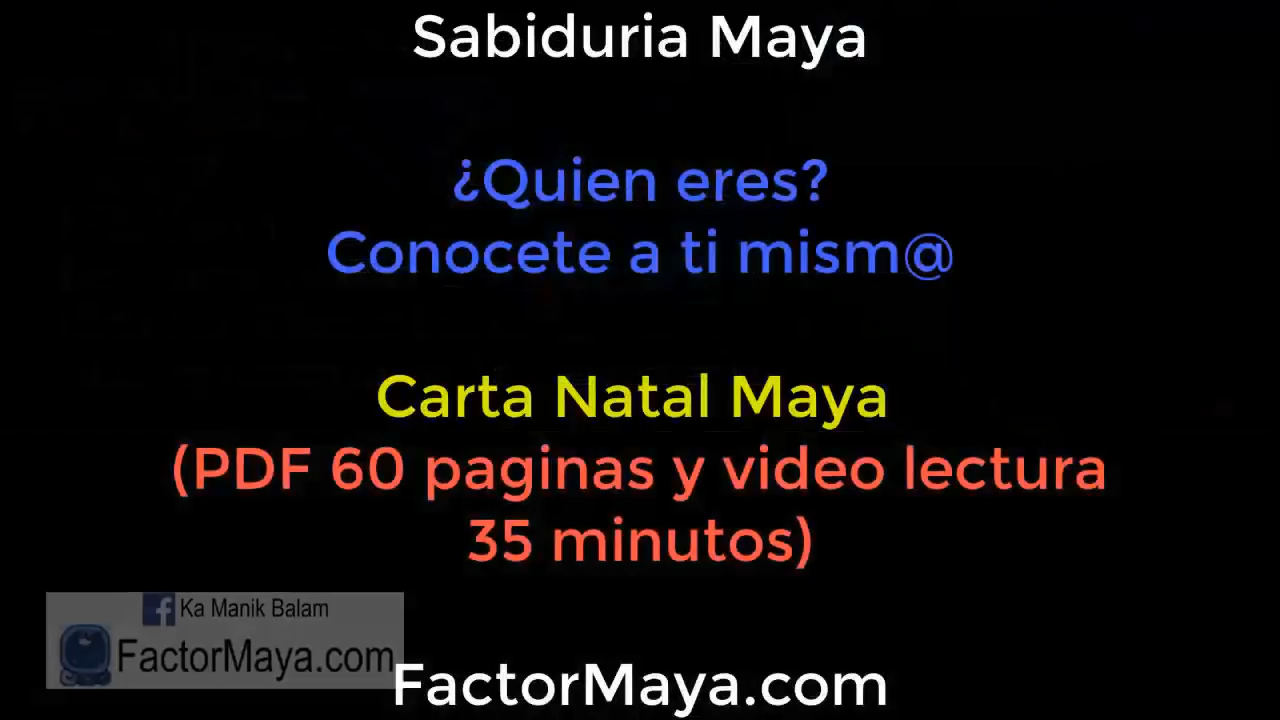 Sabiduria Maya
¿Quien eres?
Conocete a ti mism@
Carta Natal Maya
(PDF 60 paginas y video lectura
35 minutos)
f Ka Manik Balam
FactorMaya.com
FactorMaya.com